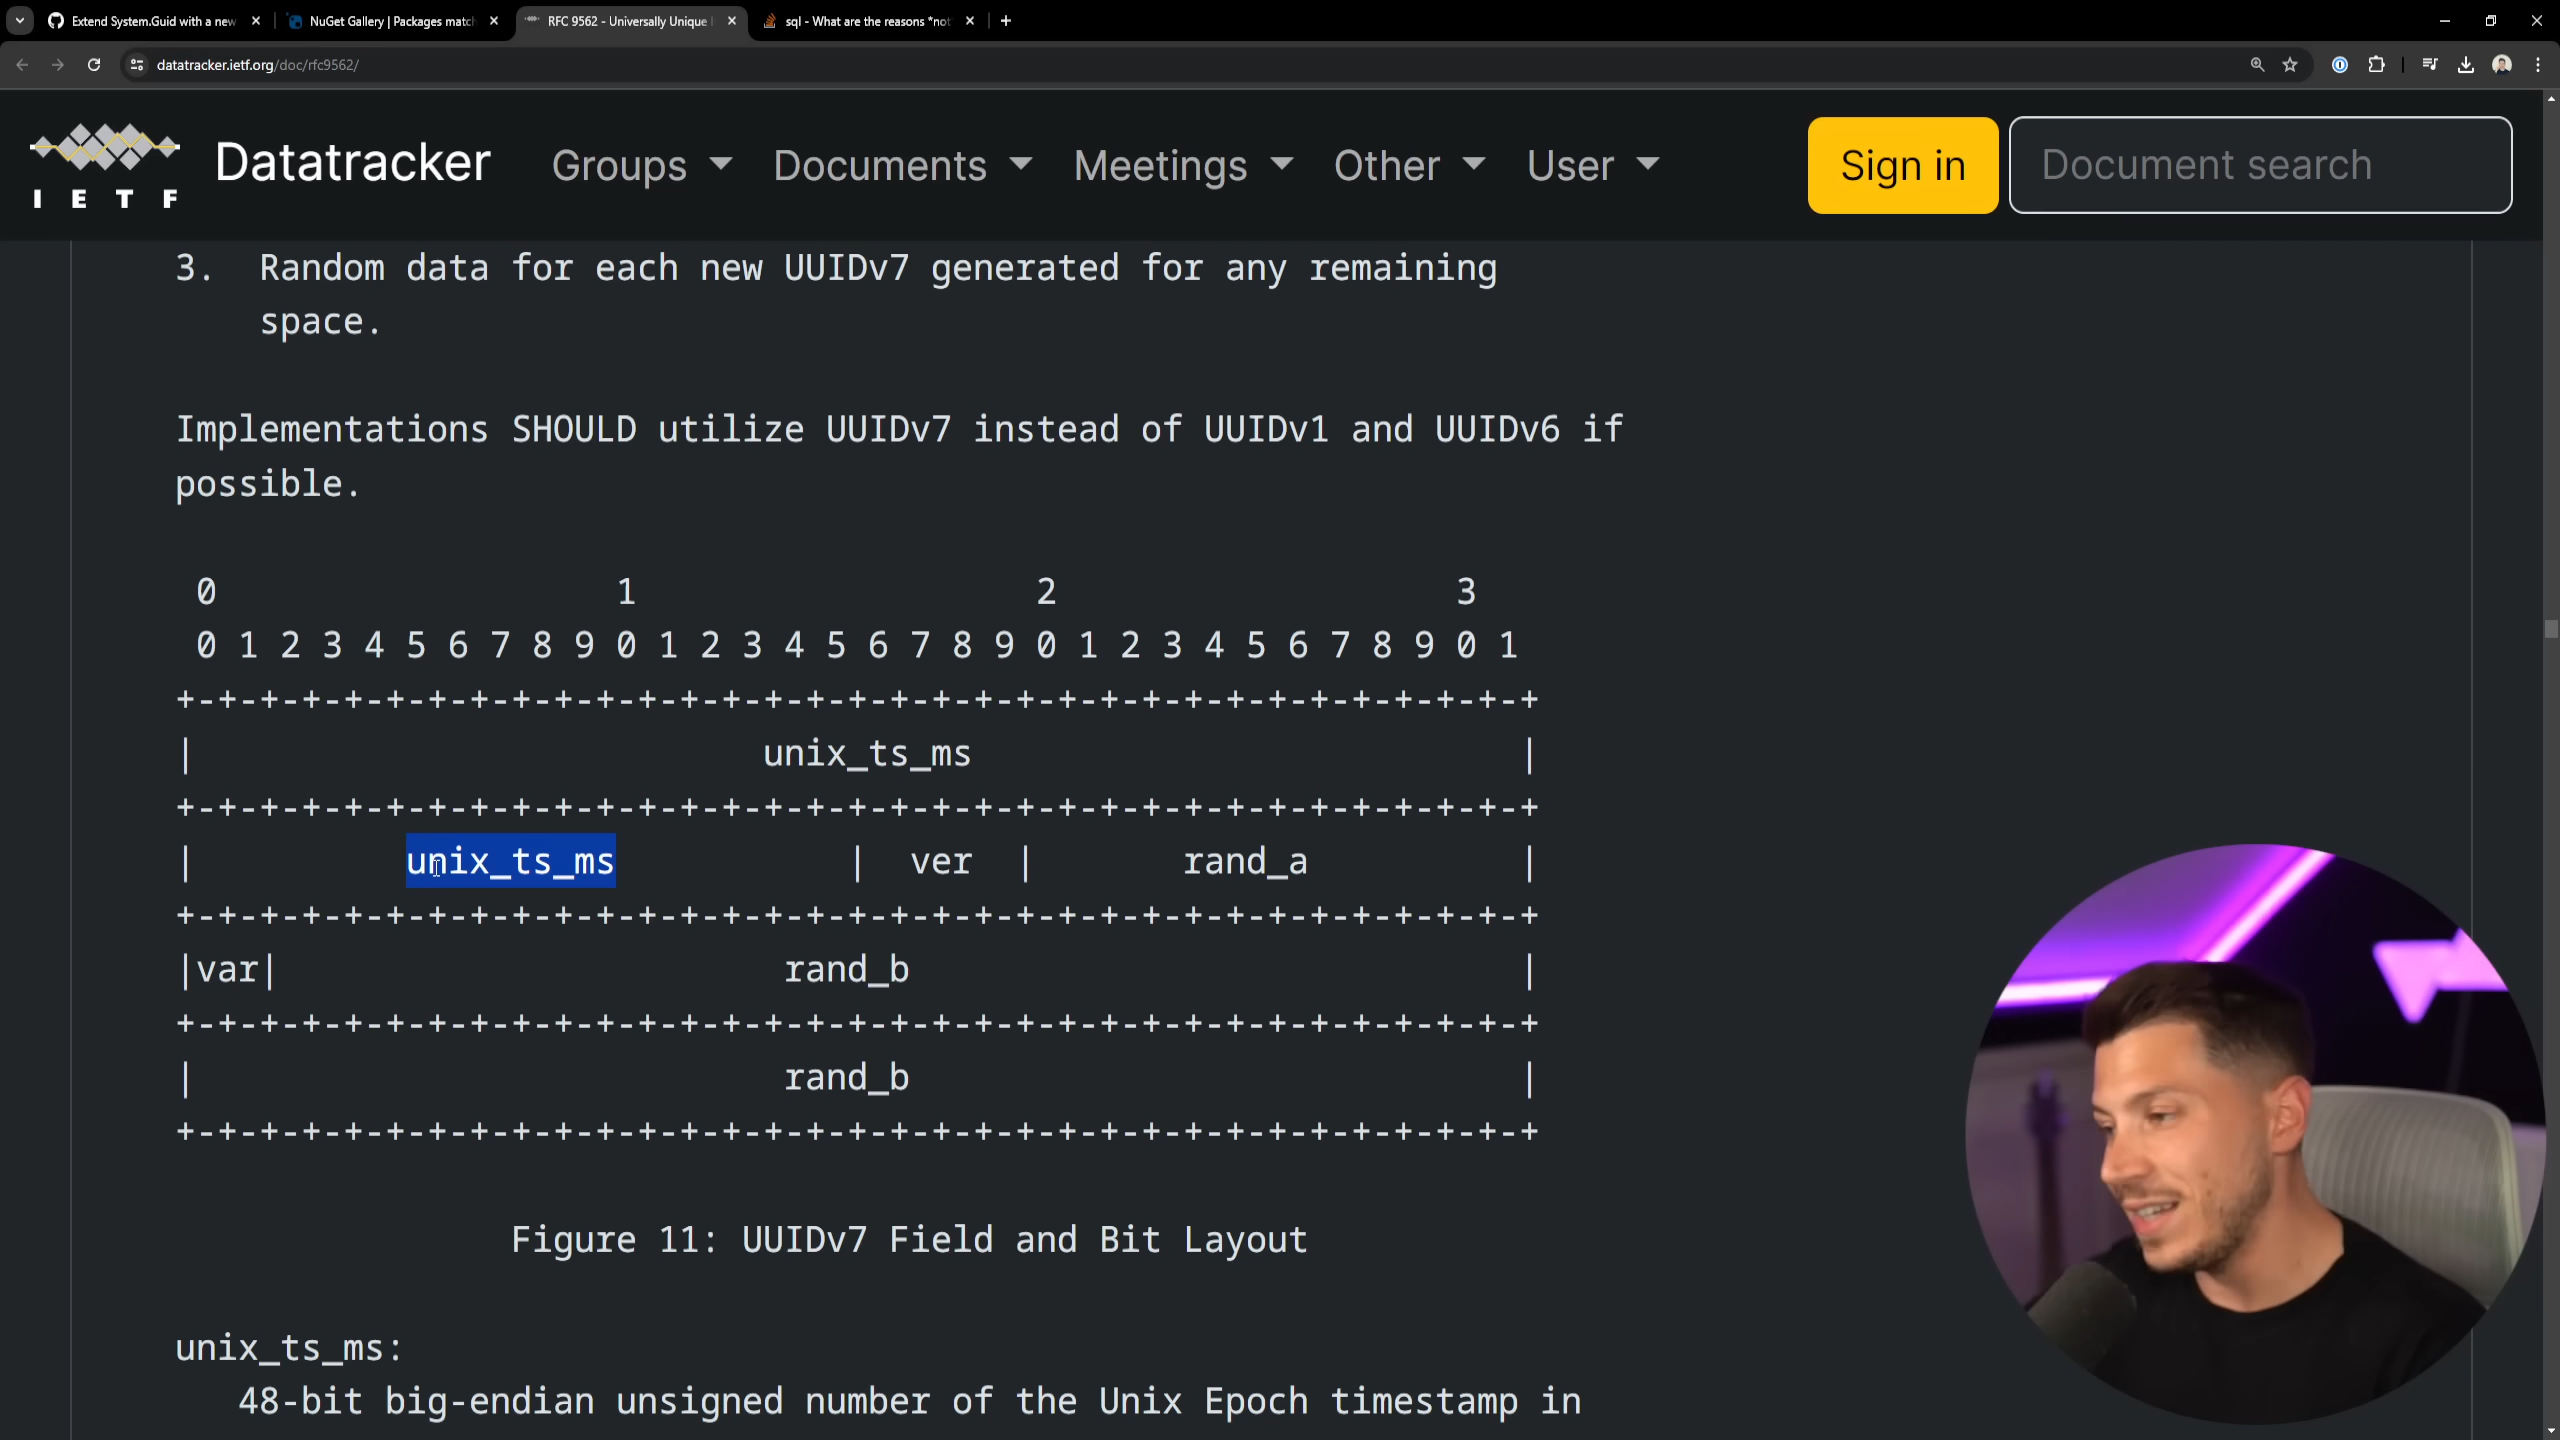 Extend System.Guid with a new
NuGet Gallery | Packages match
RFC 9562 - Universally Unique
sql - What are the reasons *not
datatracker.ietf.org/doc/rfc9562/
IETF
Datatracker
Groups
Documents
Meetings
Other
User
Sign in
Document search
3. Random data for each new UUIDv7 generated for any remaining
space.
Implementations SHOULD utilize UUIDv7 instead of UUIDv1 and UUIDv6 if
possible.
0 1 2 3
0 1 2 3 4 5 6 7 8 9 0 1 2 3 4 5 6 7 8 9 0 1 2 3 4 5 6 7 8 9 0 1
+-+-+-+-+-+-+-+-+-+-+-+-+-+-+-+-+-+-+-+-+-+-+-+-+-+-+-+-+-+-+-+-+
| unix_ts_ms |
+-+-+-+-+-+-+-+-+-+-+-+-+-+-+-+-+-+-+-+-+-+-+-+-+-+-+-+-+-+-+-+-+
| unix_ts_ms | ver | rand_a |
+-+-+-+-+-+-+-+-+-+-+-+-+-+-+-+-+-+-+-+-+-+-+-+-+-+-+-+-+-+-+-+-+
|var| rand_b |
+-+-+-+-+-+-+-+-+-+-+-+-+-+-+-+-+-+-+-+-+-+-+-+-+-+-+-+-+-+-+-+-+
| rand_b |
+-+-+-+-+-+-+-+-+-+-+-+-+-+-+-+-+-+-+-+-+-+-+-+-+-+-+-+-+-+-+-+-+
Figure 11: UUIDv7 Field and Bit Layout
unix_ts_ms:
48-bit big-endian unsigned number of the Unix Epoch timestamp in